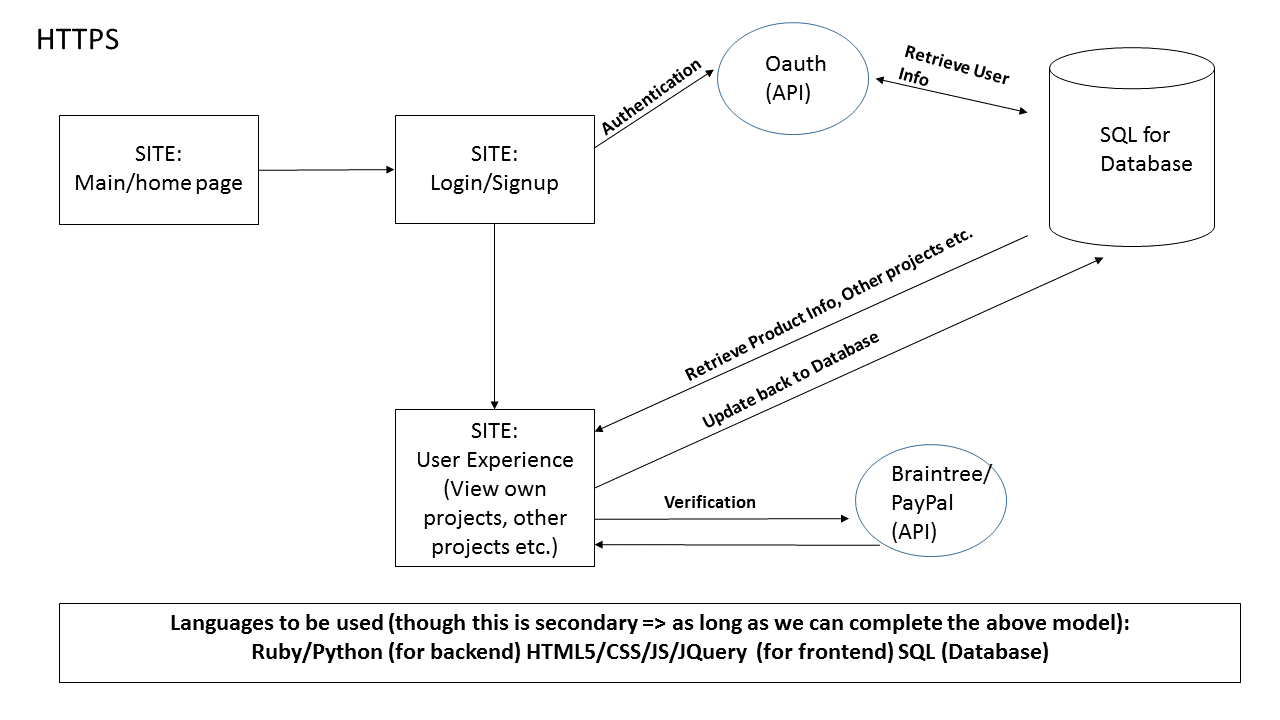 HTTPS
SITE:
Main/home page
SITE:
Login/Signup
Authentication
Oauth
(API)
Retrieve User
Info
SQL for
Database
Retrieve Product Info, Other projects etc.
Update back to Database
SITE:
User Experience
(View own
projects, other
projects etc.)
Verification
Braintree/
PayPal
(API)
Languages to be used (though this is secondary => as long as we can complete the above model):
Ruby/Python (for backend) HTML5/CSS/JS/JQuery (for frontend) SQL (Database)